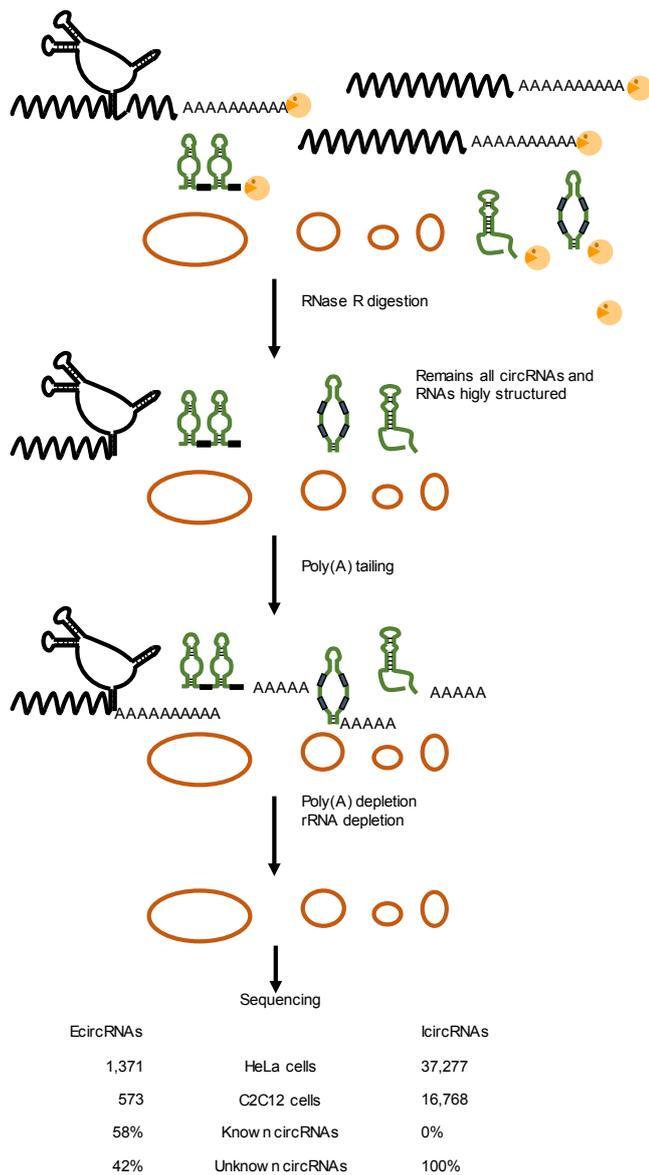 AAAAAAAAAA
AAAAAAAAAA
AAAAAAAAAA
RNase R digestion
Remains all circRNAs and
RNAs higly structured
Poly(A) tailing
AAAAA
AAAAA
AAAAAAAAAA
AAAAA
Poly(A) depletion
rRNA depletion
Sequencing
EcircRNAs IcircRNAs
1,371 HeLa cells 37,277
573 C2C12 cells 16,768
58% Known circRNAs 0%
42% Unknown circRNAs 100%